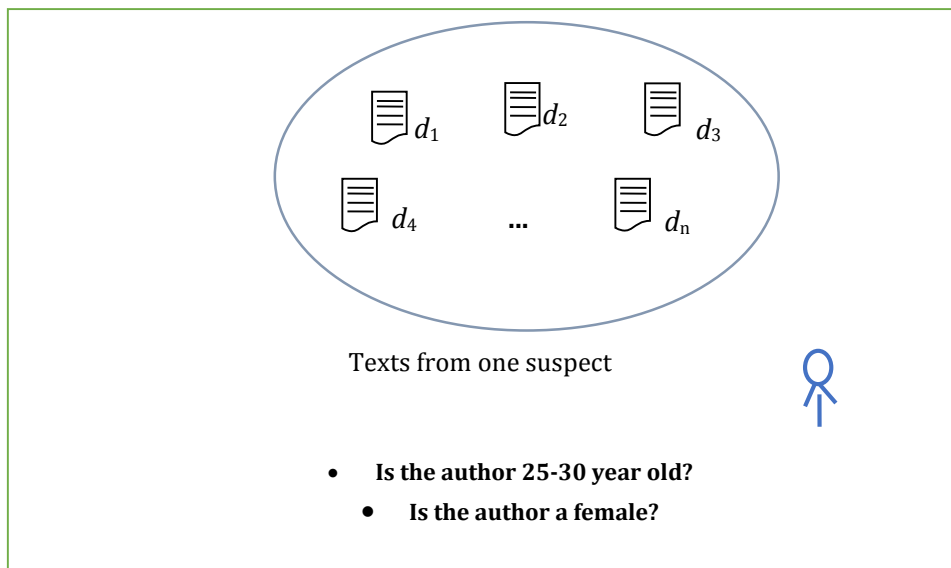 d1 d2 d3
d4 ... dn
Texts from one suspect
• Is the author 25-30 year old?
• Is the author a female?